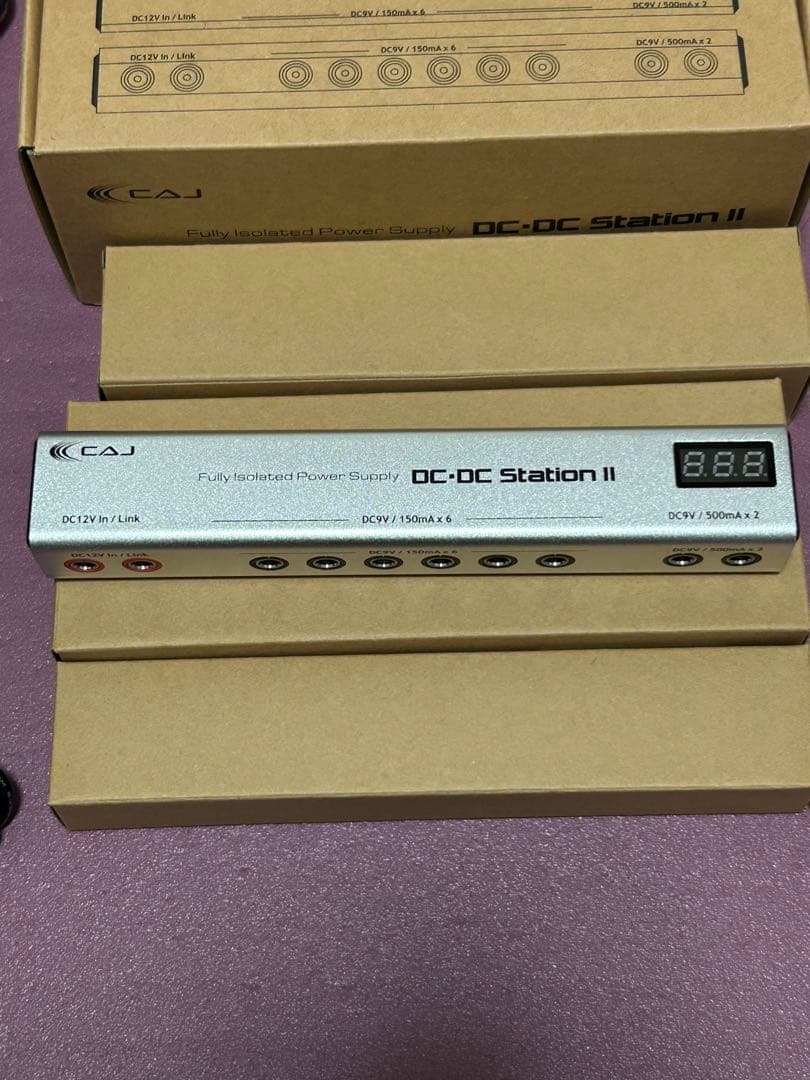 DC12V In / Link DC9V / 150mA x 6 DC9V / 500mA x 2
DC12V In / Link DC9V / 150mA x 6 DC9V / 500mA x 2
CAJ
Fully Isolated Power Supply DC-DC Station II
CAJ
Fully Isolated Power Supply DC-DC Station II
888
DC12V In / Link DC9V / 150mA x 6 DC9V / 500mA x 2
DC12V In / Link DC9V / 150mA x 6 DC9V / 500mA x 2